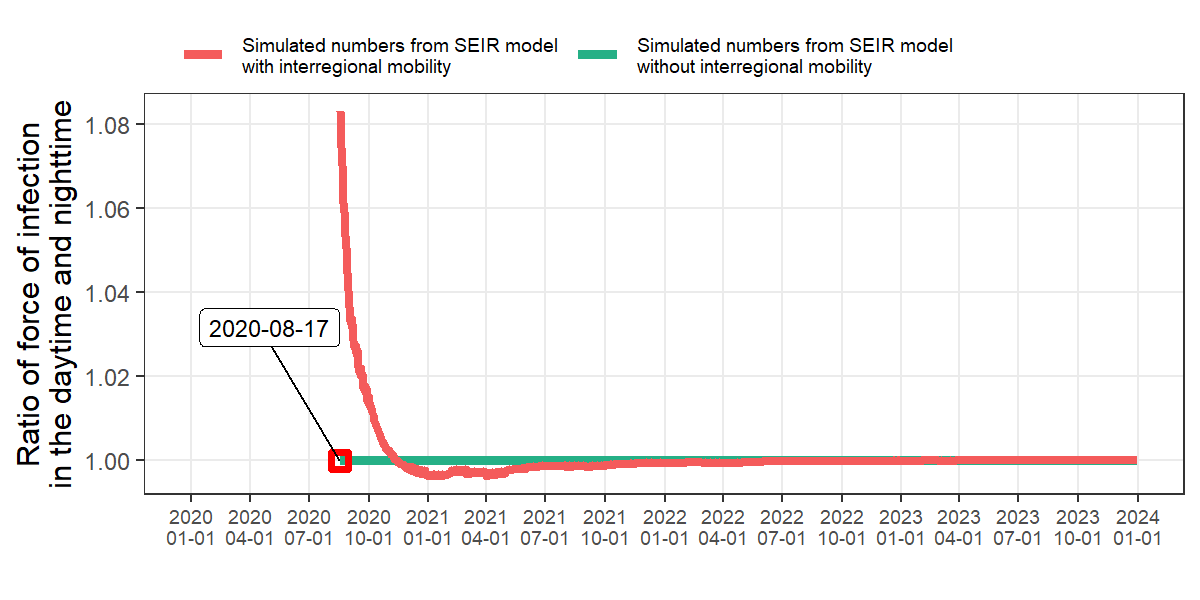 Simulated numbers from SEIR model
with interregional mobility
Simulated numbers from SEIR model
without interregional mobility
Ratio of force of infection
in the daytime and nighttime
1.08
1.06
1.04
1.02
1.00
2020-08-17
2020 2020 2020 2020 2021 2021 2021 2021 2022 2022 2022 2022 2023 2023 2023 2023 2024
01-01 04-01 07-01 10-01 01-01 04-01 07-01 10-01 01-01 04-01 07-01 10-01 01-01 04-01 07-01 10-01 01-01